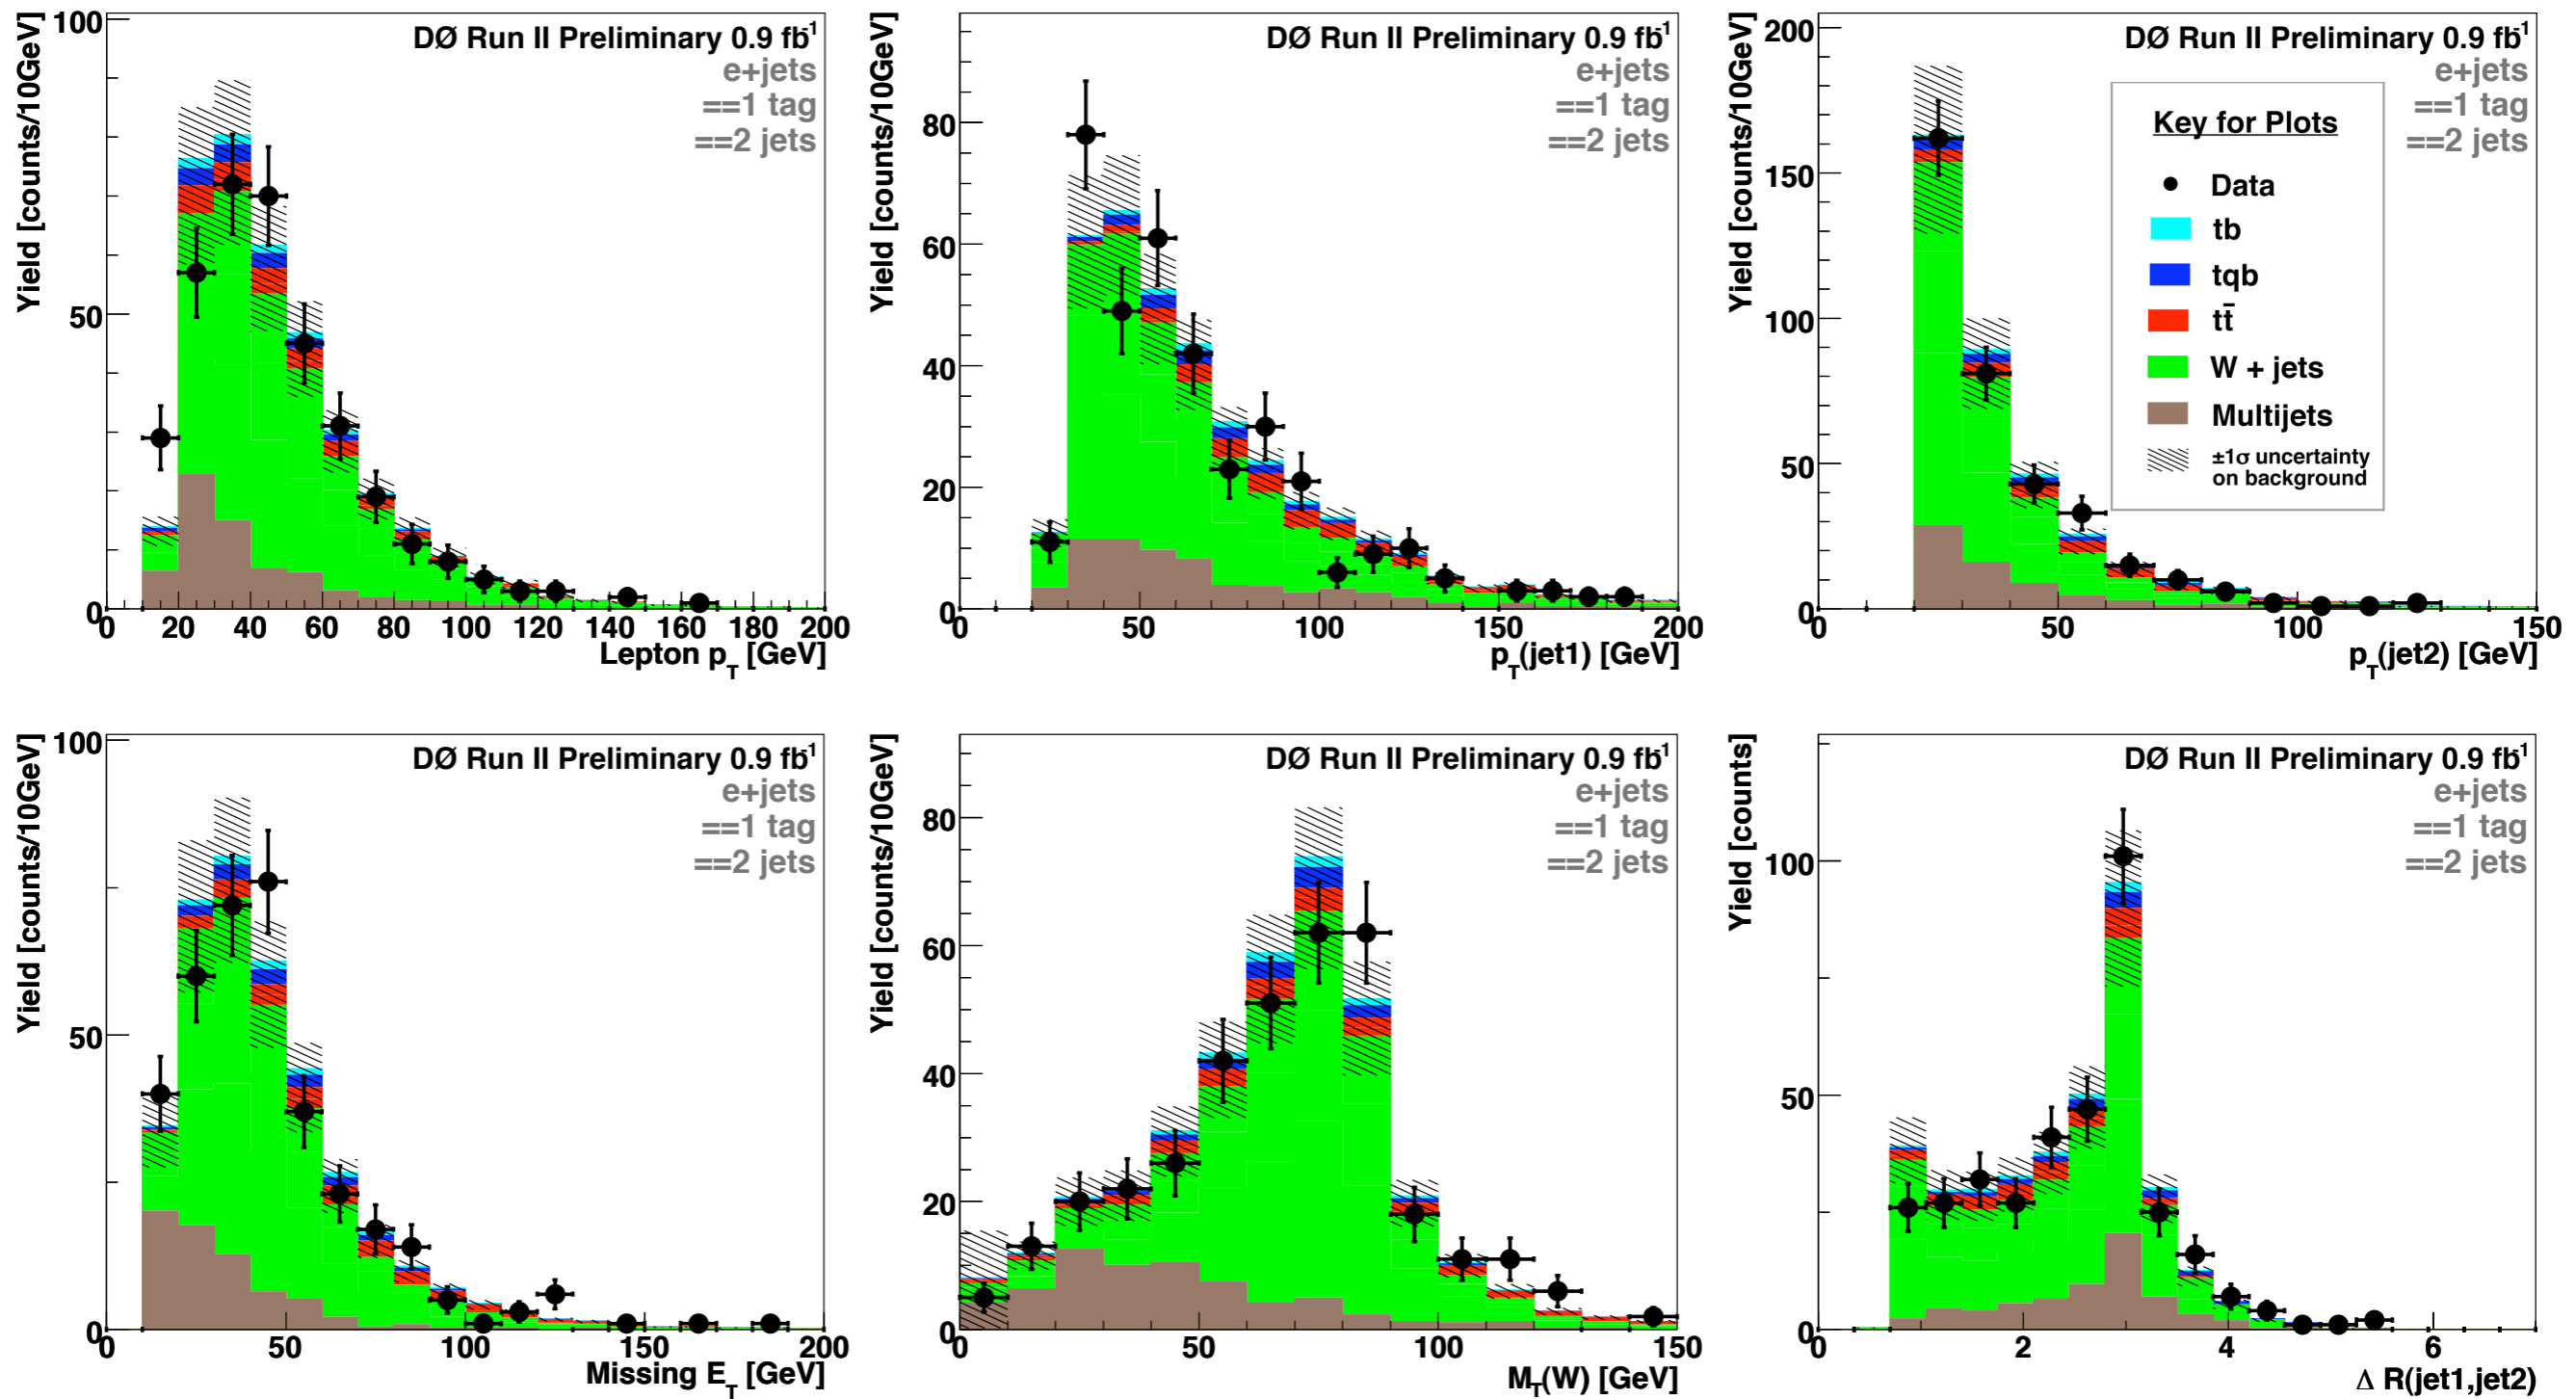 DØ Run II Preliminary 0.9 fb-1
e+jets
==1 tag
==2 jets
Yield [counts/10GeV]
100
50
0
0 20 40 60 80 100 120 140 160 180 200
Lepton pT [GeV]
DØ Run II Preliminary 0.9 fb-1
e+jets
==1 tag
==2 jets
Yield [counts/10GeV]
80
60
40
20
0
0 50 100 150 200
pT(jet1) [GeV]
DØ Run II Preliminary 0.9 fb-1
e+jets
==1 tag
==2 jets
Yield [counts/10GeV]
200
150
100
50
0
Key for Plots
Data
tb
tqb
tt̄
W + jets
Multijets
±1σ uncertainty
on background
0 50 100 150
pT(jet2) [GeV]
DØ Run II Preliminary 0.9 fb-1
e+jets
==1 tag
==2 jets
Yield [counts/10GeV]
100
50
0
0 50 100 150 200
Missing ET [GeV]
DØ Run II Preliminary 0.9 fb-1
e+jets
==1 tag
==2 jets
Yield [counts/10GeV]
80
60
40
20
0
0 50 100 150
MT(W) [GeV]
DØ Run II Preliminary 0.9 fb-1
e+jets
==1 tag
==2 jets
Yield [counts]
100
50
0
0 2 4 6
Δ R(jet1,jet2)